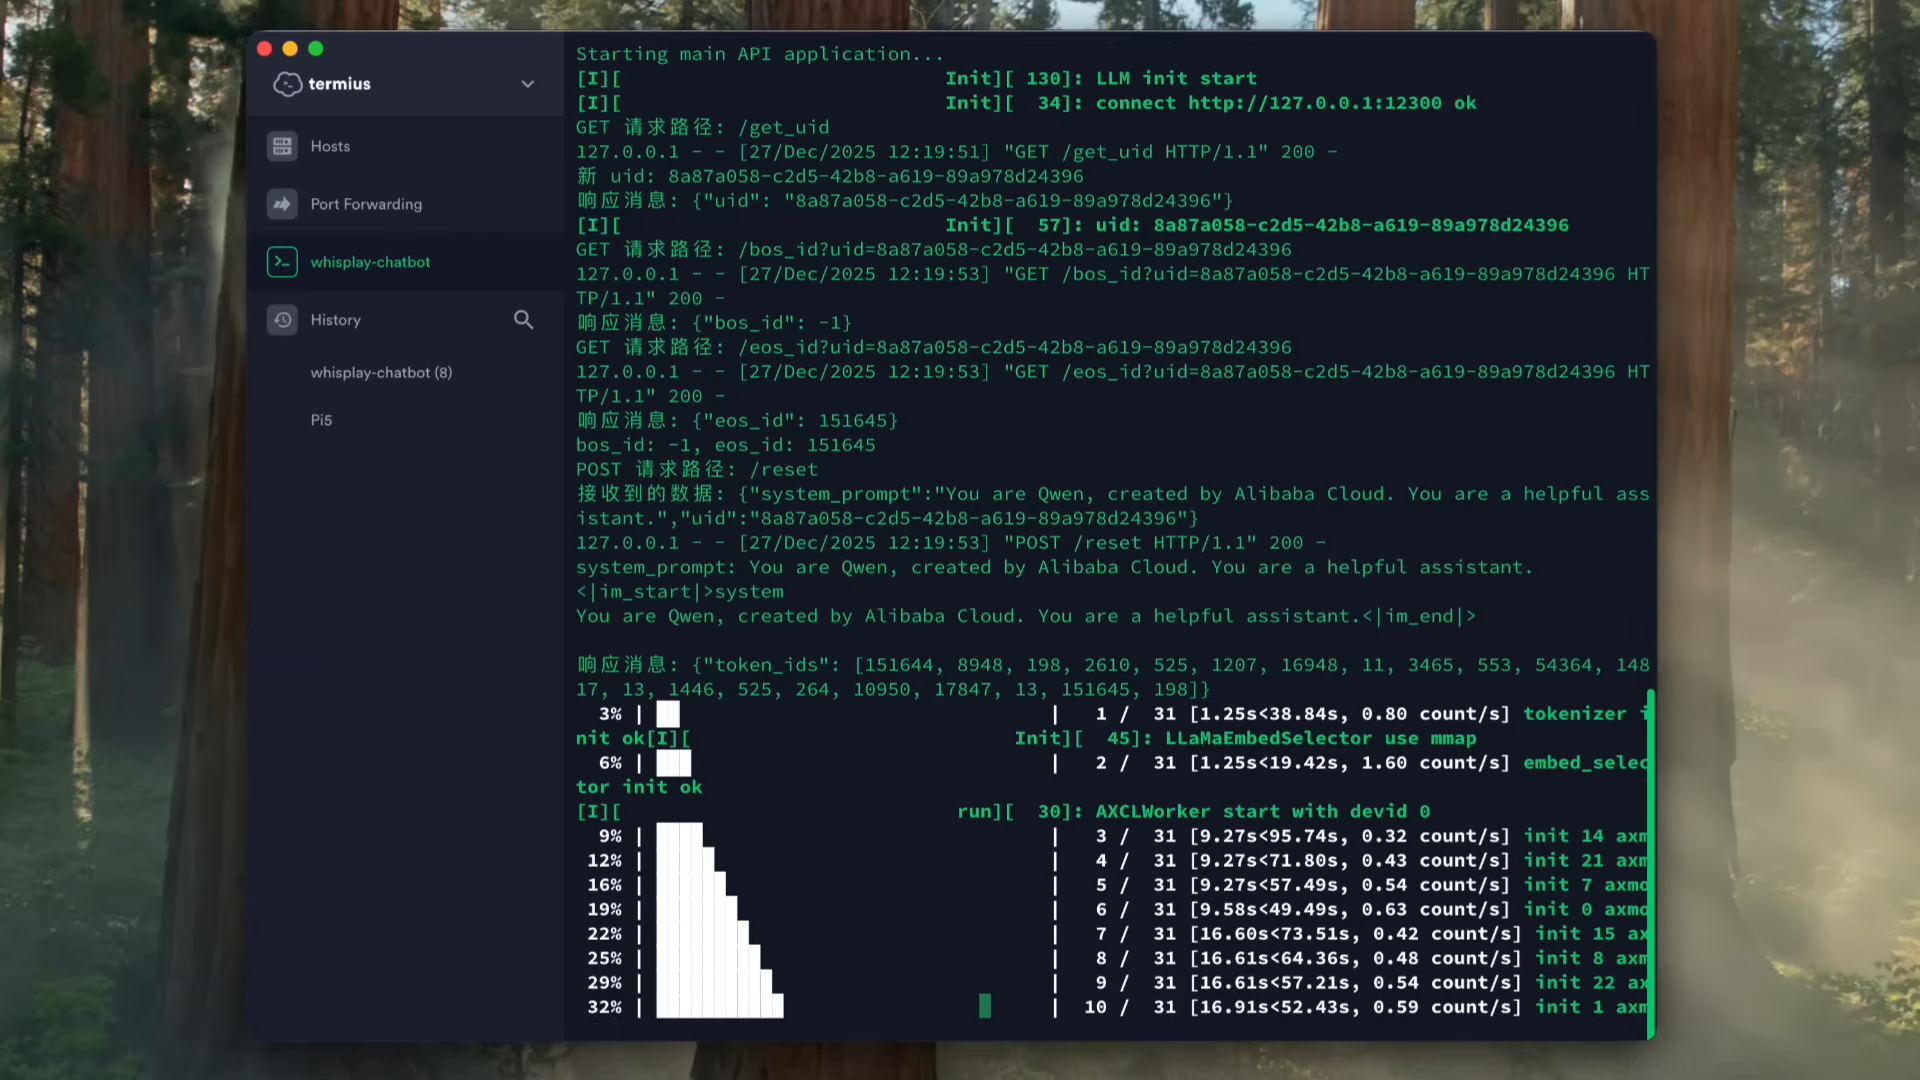 termius
Hosts
Port Forwarding
whisplay-chatbot
History
whisplay-chatbot (8)
Pi5
Starting main API application...
[I][                            Init][ 130]: LLM init start
[I][                            Init][  34]: connect http://127.0.0.1:12300 ok
GET 请求路径: /get_uid
127.0.0.1 - - [27/Dec/2025 12:19:51] "GET /get_uid HTTP/1.1" 200 -
新 uid: 8a87a058-c2d5-42b8-a619-89a978d24396
响应消息: {"uid": "8a87a058-c2d5-42b8-a619-89a978d24396"}
[I][                            Init][  57]: uid: 8a87a058-c2d5-42b8-a619-89a978d24396
GET 请求路径: /bos_id?uid=8a87a058-c2d5-42b8-a619-89a978d24396
127.0.0.1 - - [27/Dec/2025 12:19:53] "GET /bos_id?uid=8a87a058-c2d5-42b8-a619-89a978d24396 HT
TP/1.1" 200 -
响应消息: {"bos_id": -1}
GET 请求路径: /eos_id?uid=8a87a058-c2d5-42b8-a619-89a978d24396
127.0.0.1 - - [27/Dec/2025 12:19:53] "GET /eos_id?uid=8a87a058-c2d5-42b8-a619-89a978d24396 HT
TP/1.1" 200 -
响应消息: {"eos_id": 151645}
bos_id: -1, eos_id: 151645
POST 请求路径: /reset
接收到的数据: {"system_prompt":"You are Qwen, created by Alibaba Cloud. You are a helpful ass
istant.","uid":"8a87a058-c2d5-42b8-a619-89a978d24396"}
127.0.0.1 - - [27/Dec/2025 12:19:53] "POST /reset HTTP/1.1" 200 -
system_prompt: You are Qwen, created by Alibaba Cloud. You are a helpful assistant.
<|im_start|>system
You are Qwen, created by Alibaba Cloud. You are a helpful assistant.<|im_end|>
响应消息: {"token_ids": [151644, 8948, 198, 2610, 525, 1207, 16948, 11, 3465, 553, 54364, 148
17, 13, 1446, 525, 264, 10950, 17847, 13, 151645, 198]}
3% | | 1 / 31 [1.25s<38.84s, 0.80 count/s] tokenizer i
nit ok[I][                            Init][  45]: LLaMaEmbedSelector use mmap
6% | | 2 / 31 [1.25s<19.42s, 1.60 count/s] embed_selec
tor init ok
[I][                             run][  30]: AXCLWorker start with devid 0
9% | | 3 / 31 [9.27s<95.74s, 0.32 count/s] init 14 axm
12% | | 4 / 31 [9.27s<71.80s, 0.43 count/s] init 21 axm
16% | | 5 / 31 [9.27s<57.49s, 0.54 count/s] init 7 axmo
19% | | 6 / 31 [9.58s<49.49s, 0.63 count/s] init 0 axmo
22% | | 7 / 31 [16.60s<73.51s, 0.42 count/s] init 15 ax
25% | | 8 / 31 [16.61s<64.36s, 0.48 count/s] init 8 axm
29% | | 9 / 31 [16.61s<57.21s, 0.54 count/s] init 22 ax
32% | | 10 / 31 [16.91s<52.43s, 0.59 count/s] init 1 axm